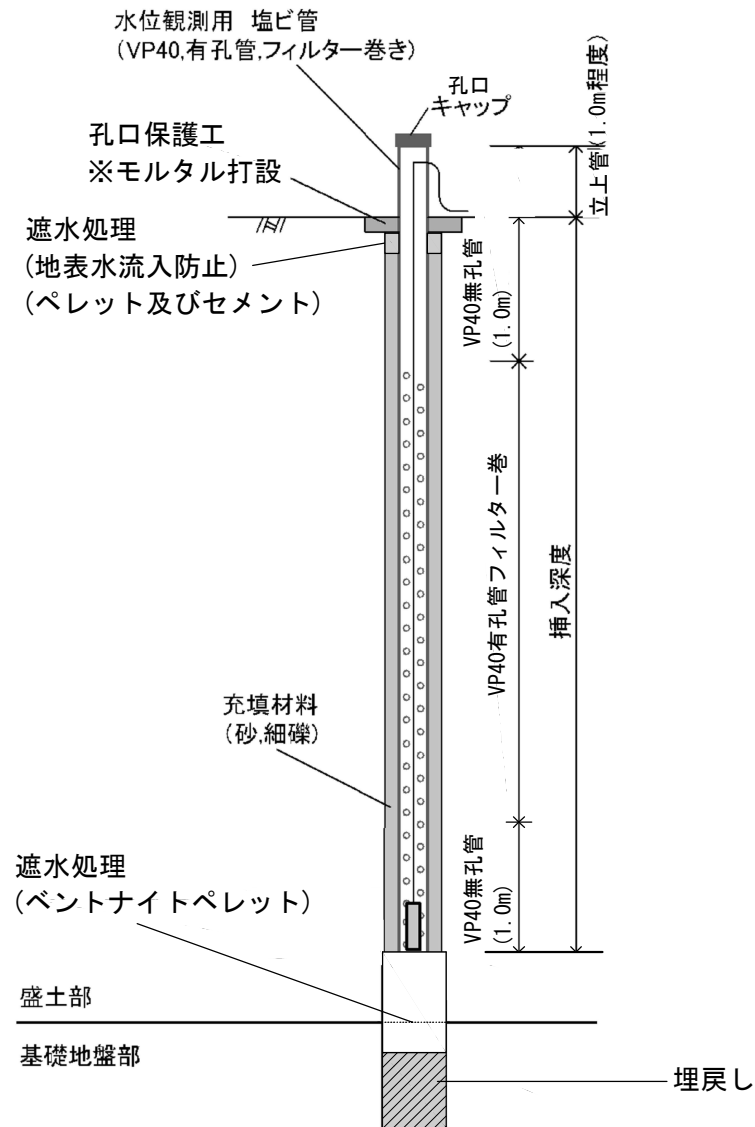 水位観測用 塩ビ管
(VP40,有孔管,フィルター巻き)
孔口
キャップ
立上管(1.0m程度)
孔口保護工
※モルタル打設
遮水処理
(地表水流入防止)
(ペレット及びセメント)
VP40無孔管
(1.0m)
VP40有孔管フィルター巻
挿入深度
充填材料
(砂,細礫)
遮水処理
(ベントナイトペレット)
VP40無孔管
(1.0m)
盛土部
基礎地盤部
埋戻し